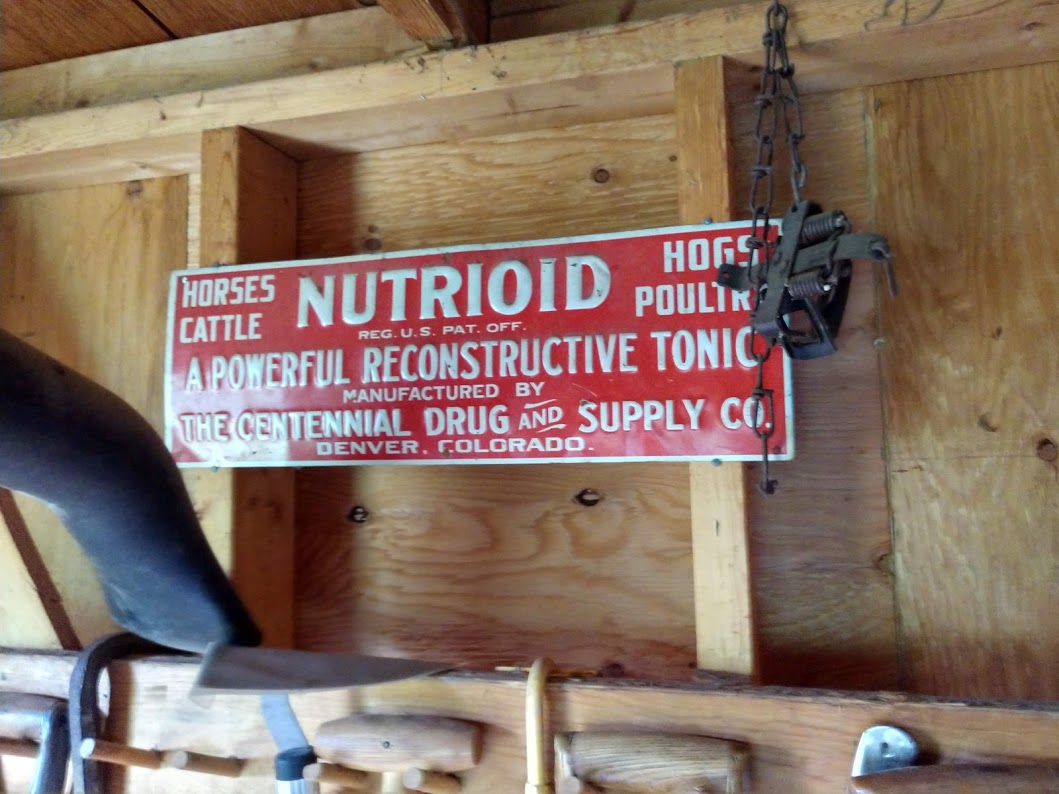 HORSES NUTRIOID HOGS
CATTLE REG. U.S. PAT. OFF. POULTRY
A POWERFUL RECONSTRUCTIVE TONIC
MANUFACTURED BY
THE CENTENNIAL DRUG AND SUPPLY CO.
DENVER, COLORADO.